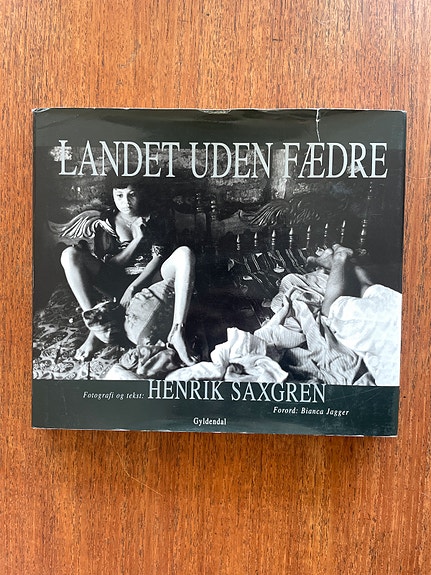 LANDET UDEN FÆDRE
Fotografi og tekst: HENRIK SAXGREN
Forord: Bianca Jagger
Gyldendal